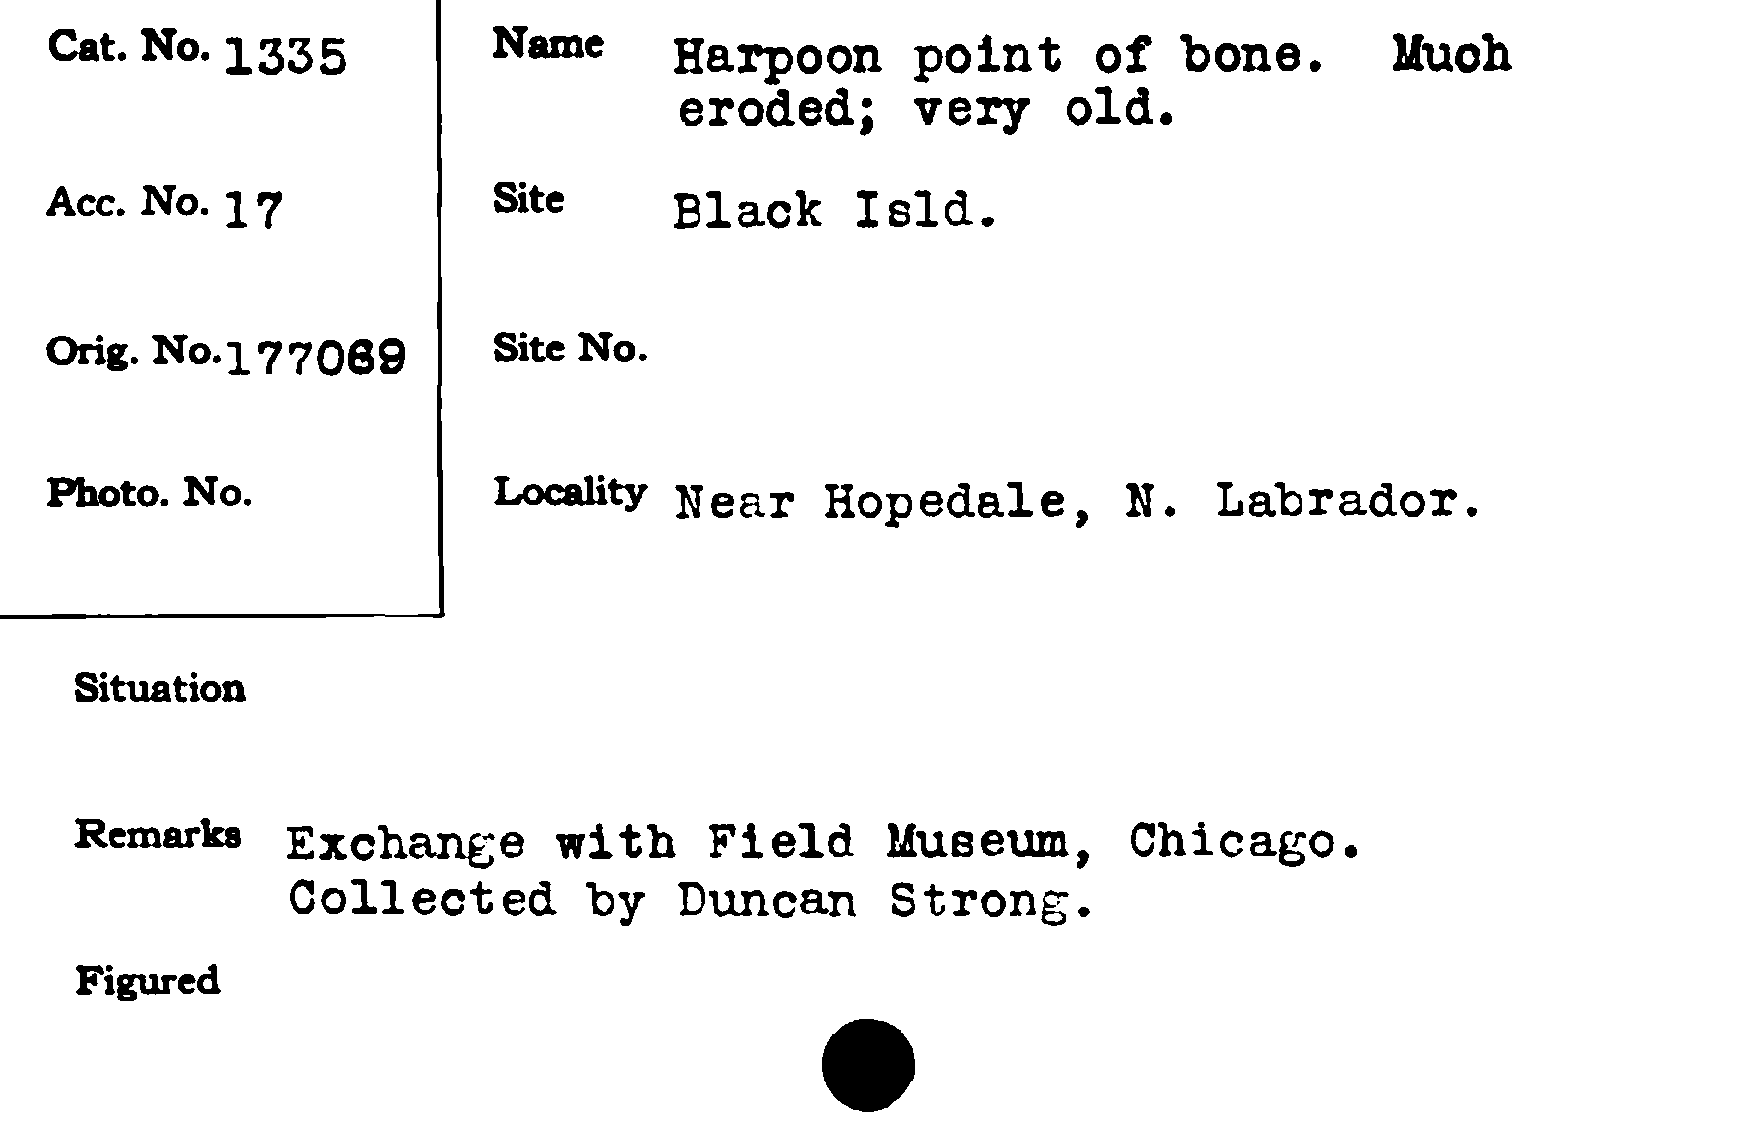 Cat. No. 1335
Name Harpoon point of bone. Much
eroded; very old.
Acc. No. 17
Site Black Isld.
Orig. No. 177069
Site No.
Photo. No.
Locality Near Hopedale, N. Labrador.
Situation
Remarks Exchange with Field Museum, Chicago.
Collected by Duncan Strong.
Figured